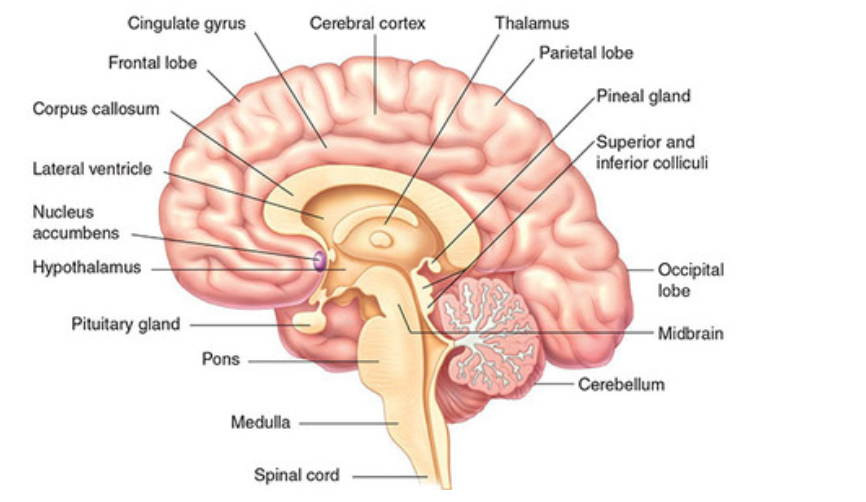 Cingulate gyrus
Cerebral cortex
Thalamus
Frontal lobe
Parietal lobe
Corpus callosum
Pineal gland
Superior and
inferior colliculi
Lateral ventricle
Nucleus
accumbens
Hypothalamus
Occipital
lobe
Pituitary gland
Midbrain
Pons
Cerebellum
Medulla
Spinal cord